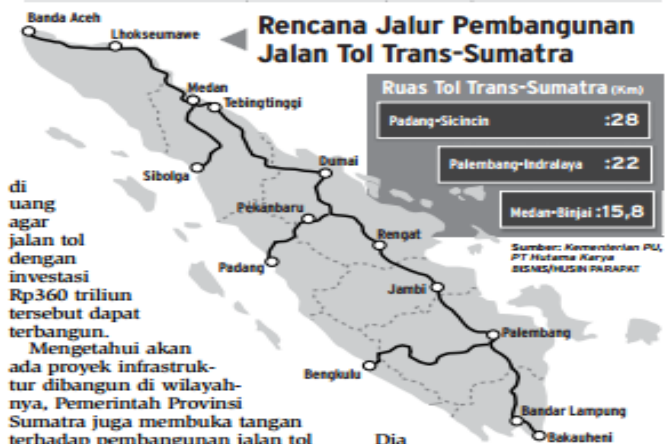 Rencana Jalur Pembangunan
Jalan Tol Trans-Sumatra
Ruas Tol Trans-Sumatra (Km)
Padang-Sicincin :28
Palembang-Indralaya :22
Medan-Binjai :15,8
Sumber: Kementerian PU,
PT Hutama Karya
BISNIS/HUSIN PARAPAT
Banda Aceh
Lhokseumawe
Medan
Tebingtinggi
Sibolga
Dumai
Pekanbaru
Rengat
Padang
Jambi
Palembang
Bengkulu
Bandar Lampung
Bakauheni
di
uang
agar
jalan tol
dengan
investasi
Rp360 triliun
tersebut dapat
terbangun.
Mengetahui akan
ada proyek infrastruk-
tur dibangun di wilayah-
nya, Pemerintah Provinsi
Sumatra juga membuka tangan
terhadap pembangunan jalan tol
Dia